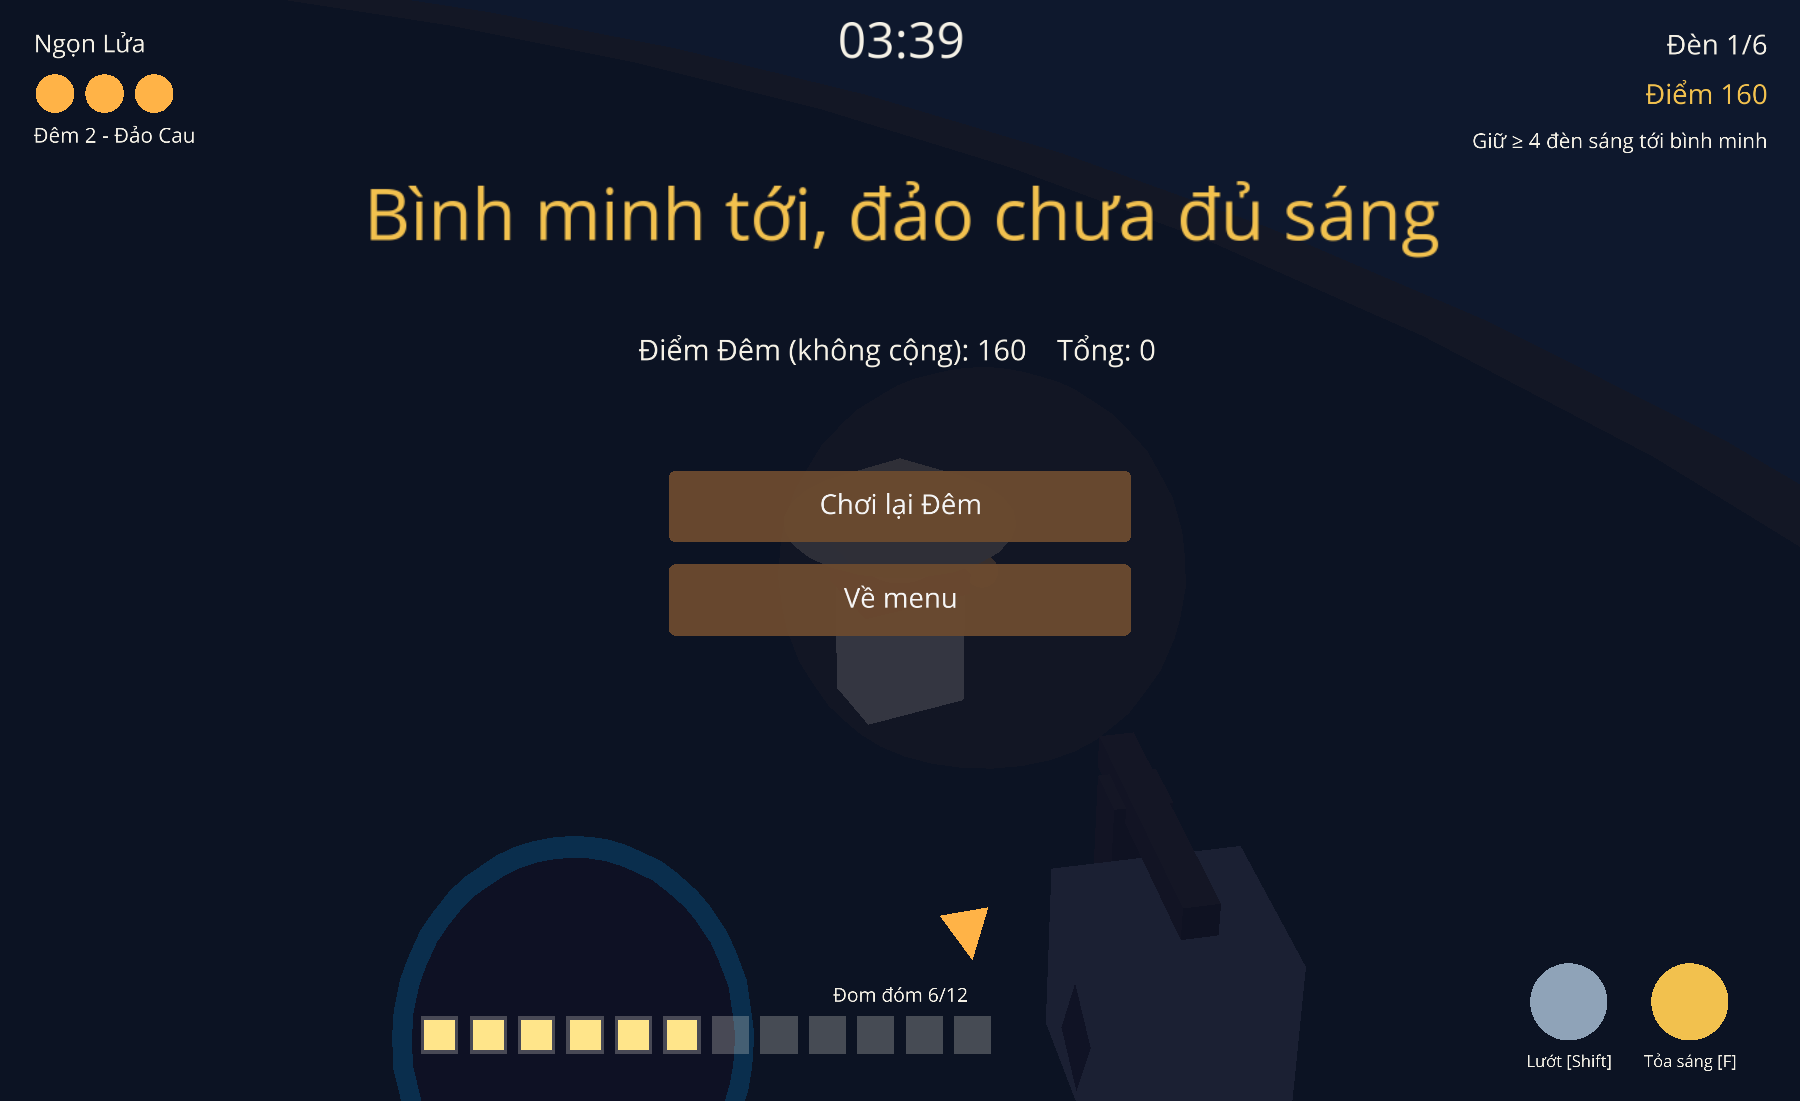 Ngọn Lửa
03:39
Đèn 1/6
Điểm 160
Đêm 2 - Đảo Cau
Giữ ≥ 4 đèn sáng tới bình minh
Bình minh tới, đảo chưa đủ sáng
Điểm Đêm (không cộng): 160 Tổng: 0
Chơi lại Đêm
Về menu
Đom đóm 6/12
Lướt [Shift]
Tỏa sáng [F]